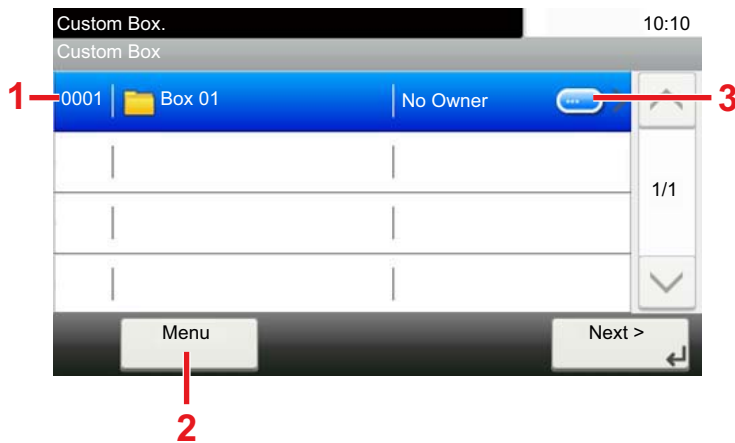 Custom Box. 10:10
Custom Box
1 0001 Box 01 No Owner ... 3
1/1
Menu Next >
2